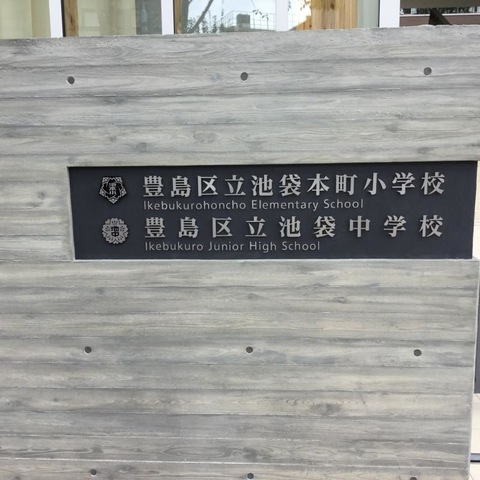 豊島区立池袋本町小学校
Ikebukurohoncho Elementary School
豊島区立池袋中学校
Ikebukuro Junior High School